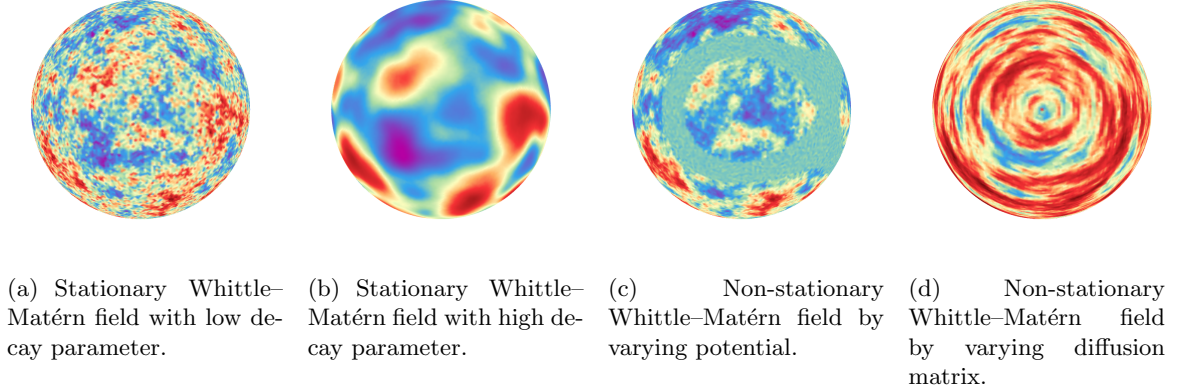 (a) Stationary Whittle–
Matérn field with low de-
cay parameter.
(b) Stationary Whittle–
Matérn field with high de-
cay parameter.
(c) Non-stationary
Whittle–Matérn field by
varying potential.
(d) Non-stationary
Whittle–Matérn field
by varying diffusion
matrix.